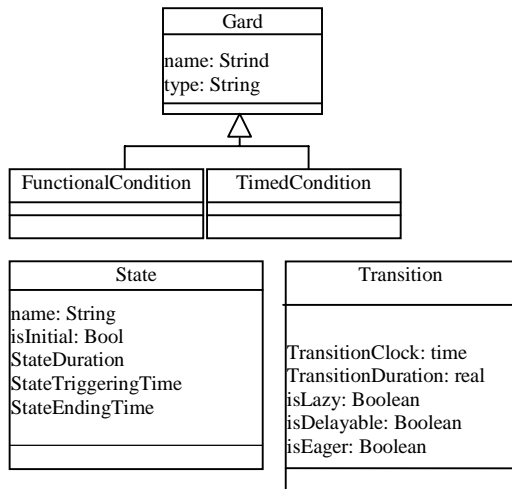 Gard
name: Strind
type: String
FunctionalCondition
TimedCondition
State
name: String
isInitial: Bool
StateDuration
StateTriggeringTime
StateEndingTime
Transition
TransitionClock: time
TransitionDuration: real
isLazy: Boolean
isDelayable: Boolean
isEager: Boolean